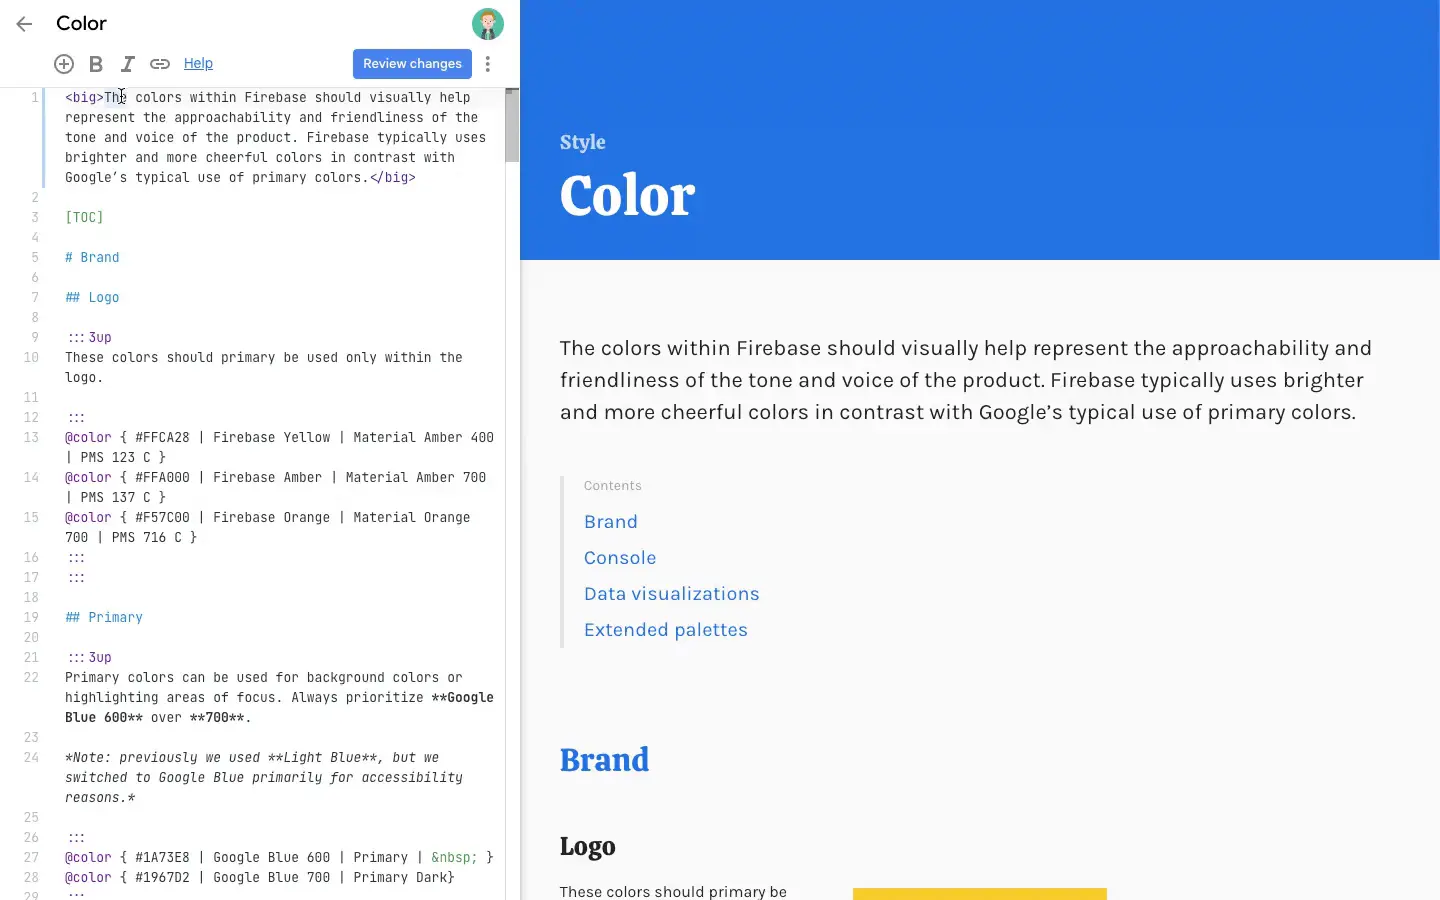 Color
Help
Review changes
1 <big>The colors within Firebase should visually help
represent the approachability and friendliness of the
tone and voice of the product. Firebase typically uses
brighter and more cheerful colors in contrast with
Google’s typical use of primary colors.</big>
2
3 [TOC]
4
5 # Brand
6
7 ## Logo
8
9 :::3up
10 These colors should primary be used only within the
logo.
11
12 :::
13 @color { #FFCA28 | Firebase Yellow | Material Amber 400
| PMS 123 C }
14 @color { #FFA000 | Firebase Amber | Material Amber 700
| PMS 137 C }
15 @color { #F57C00 | Firebase Orange | Material Orange
700 | PMS 716 C }
16 :::
17 :::
18
19 ## Primary
20
21 :::3up
22 Primary colors can be used for background colors or
highlighting areas of focus. Always prioritize **Google
Blue 600** over **700**.
23
24 *Note: previously we used **Light Blue**, but we
switched to Google Blue primarily for accessibility
reasons.*
25
26 :::
27 @color { #1A73E8 | Google Blue 600 | Primary | &nbsp; }
28 @color { #1967D2 | Google Blue 700 | Primary Dark}
29 :::
Style
Color
The colors within Firebase should visually help represent the approachability and
friendliness of the tone and voice of the product. Firebase typically uses brighter
and more cheerful colors in contrast with Google’s typical use of primary colors.
Contents
Brand
Console
Data visualizations
Extended palettes
Brand
Logo
These colors should primary be